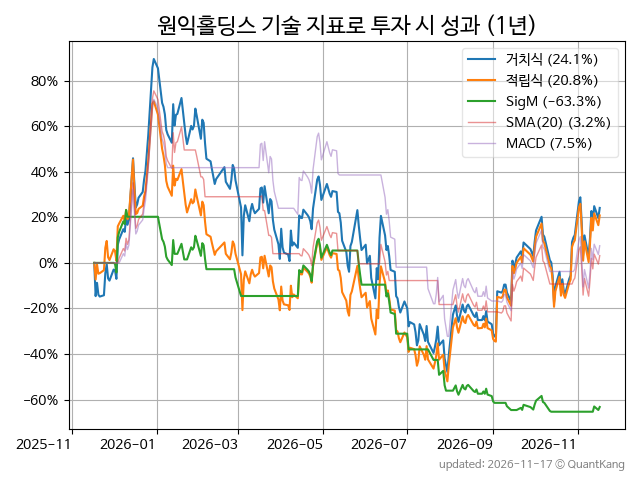 원익홀딩스 기술 지표로 투자 시 성과 (1년)
거치식 (24.1%)
적립식 (20.8%)
SigM (−63.3%)
SMA(20) (3.2%)
MACD (7.5%)
80%
60%
40%
20%
0%
−20%
−40%
−60%
2025-11 2026-01 2026-03 2026-05 2026-07 2026-09 2026-11
updated: 2026-11-17 ⓒ QuantKang